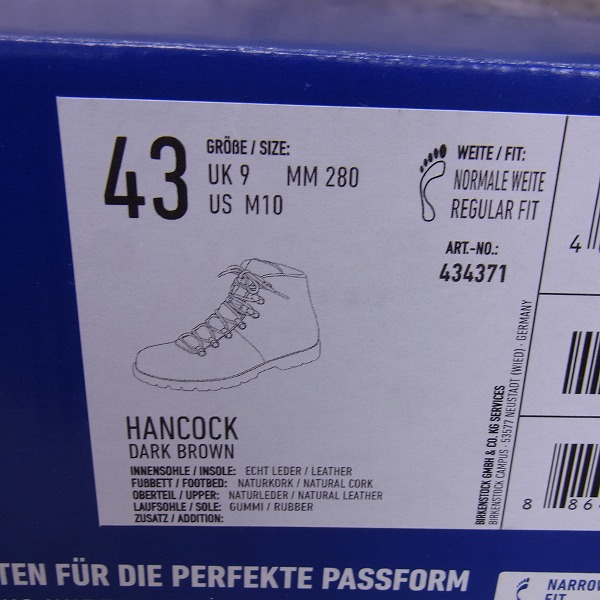 43
GRÖßE / SIZE:
UK 9 MM 280
US M10
WEITE / FIT:
NORMALE WEITE
REGULAR FIT
ART.-NO.:
434371
HANCOCK
DARK BROWN
INNENSOHLE / INSOLE: ECHT LEDER / LEATHER
FUßBETT / FOOTBED: NATURKORK / NATURAL CORK
OBERTEIL / UPPER: NATURLEDER / NATURAL LEATHER
LAUFSOHLE / SOLE: GUMMI / RUBBER
ZUSATZ / ADDITION:
BIRKENSTOCK GMBH & CO. KG SERVICES
BIRKENSTOCK CAMPUS · 53577 NEUSTADT (WIED) · GERMANY
4
8 86
TEN FÜR DIE PERFEKTE PASSFORM
NARROW
FIT